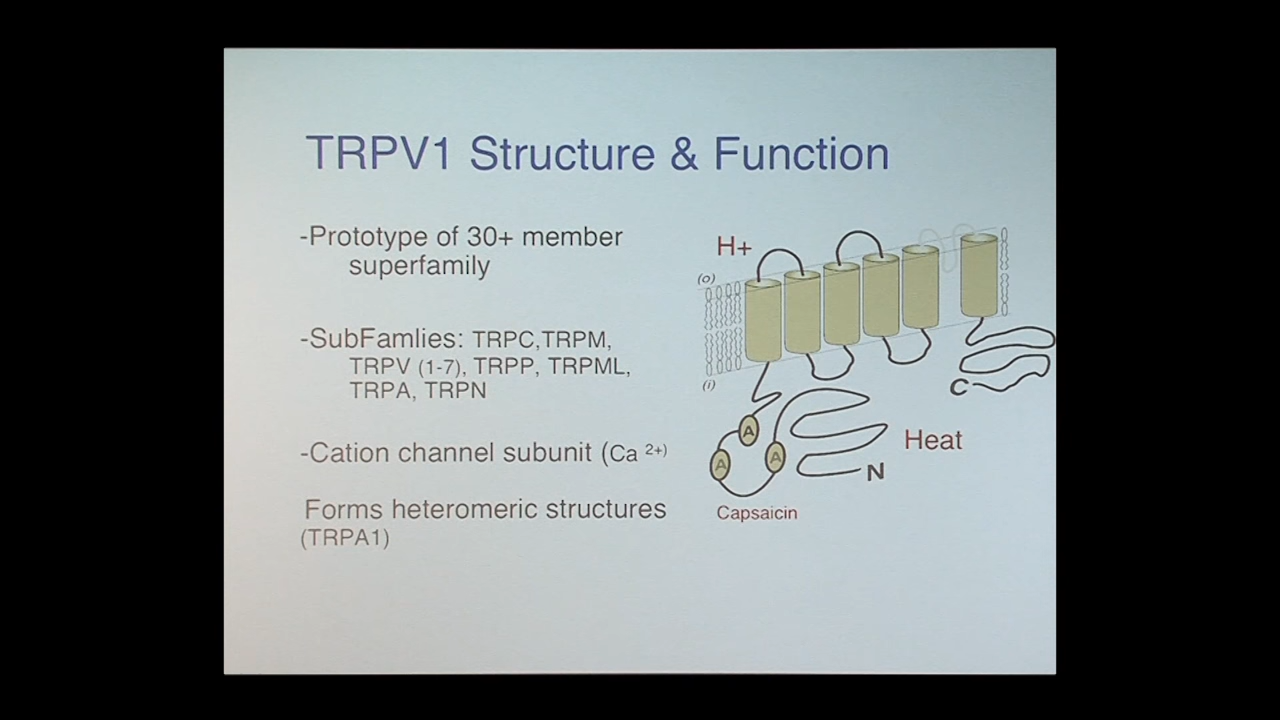 TRPV1 Structure & Function
-Prototype of 30+ member
superfamily
-SubFamlies: TRPC,TRPM,
TRPV (1-7), TRPP, TRPML,
TRPA, TRPN
-Cation channel subunit (Ca 2+)
Forms heteromeric structures
(TRPA1)
H+
(o)
(i)
C
A
A
A
Heat
N
Capsaicin